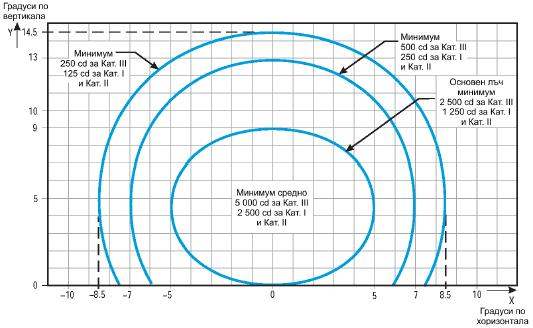 Градуси по
вертикала
Y
14.5
13
10
9
5
0
Минимум
250 cd за Кат. III
125 cd за Кат. I
и Кат. II
Минимум
500 cd за Кат. III
250 cd за Кат. I
и Кат. II
Основен лъч
минимум
2 500 cd за Кат. III
1 250 cd за Кат. I
и Кат. II
Минимум средно
5 000 cd за Кат. III
2 500 cd за Кат. I
и Кат. II
−10 −8.5 −7 −5 0 5 7 8.5 10
X
Градуси по
хоризонтала